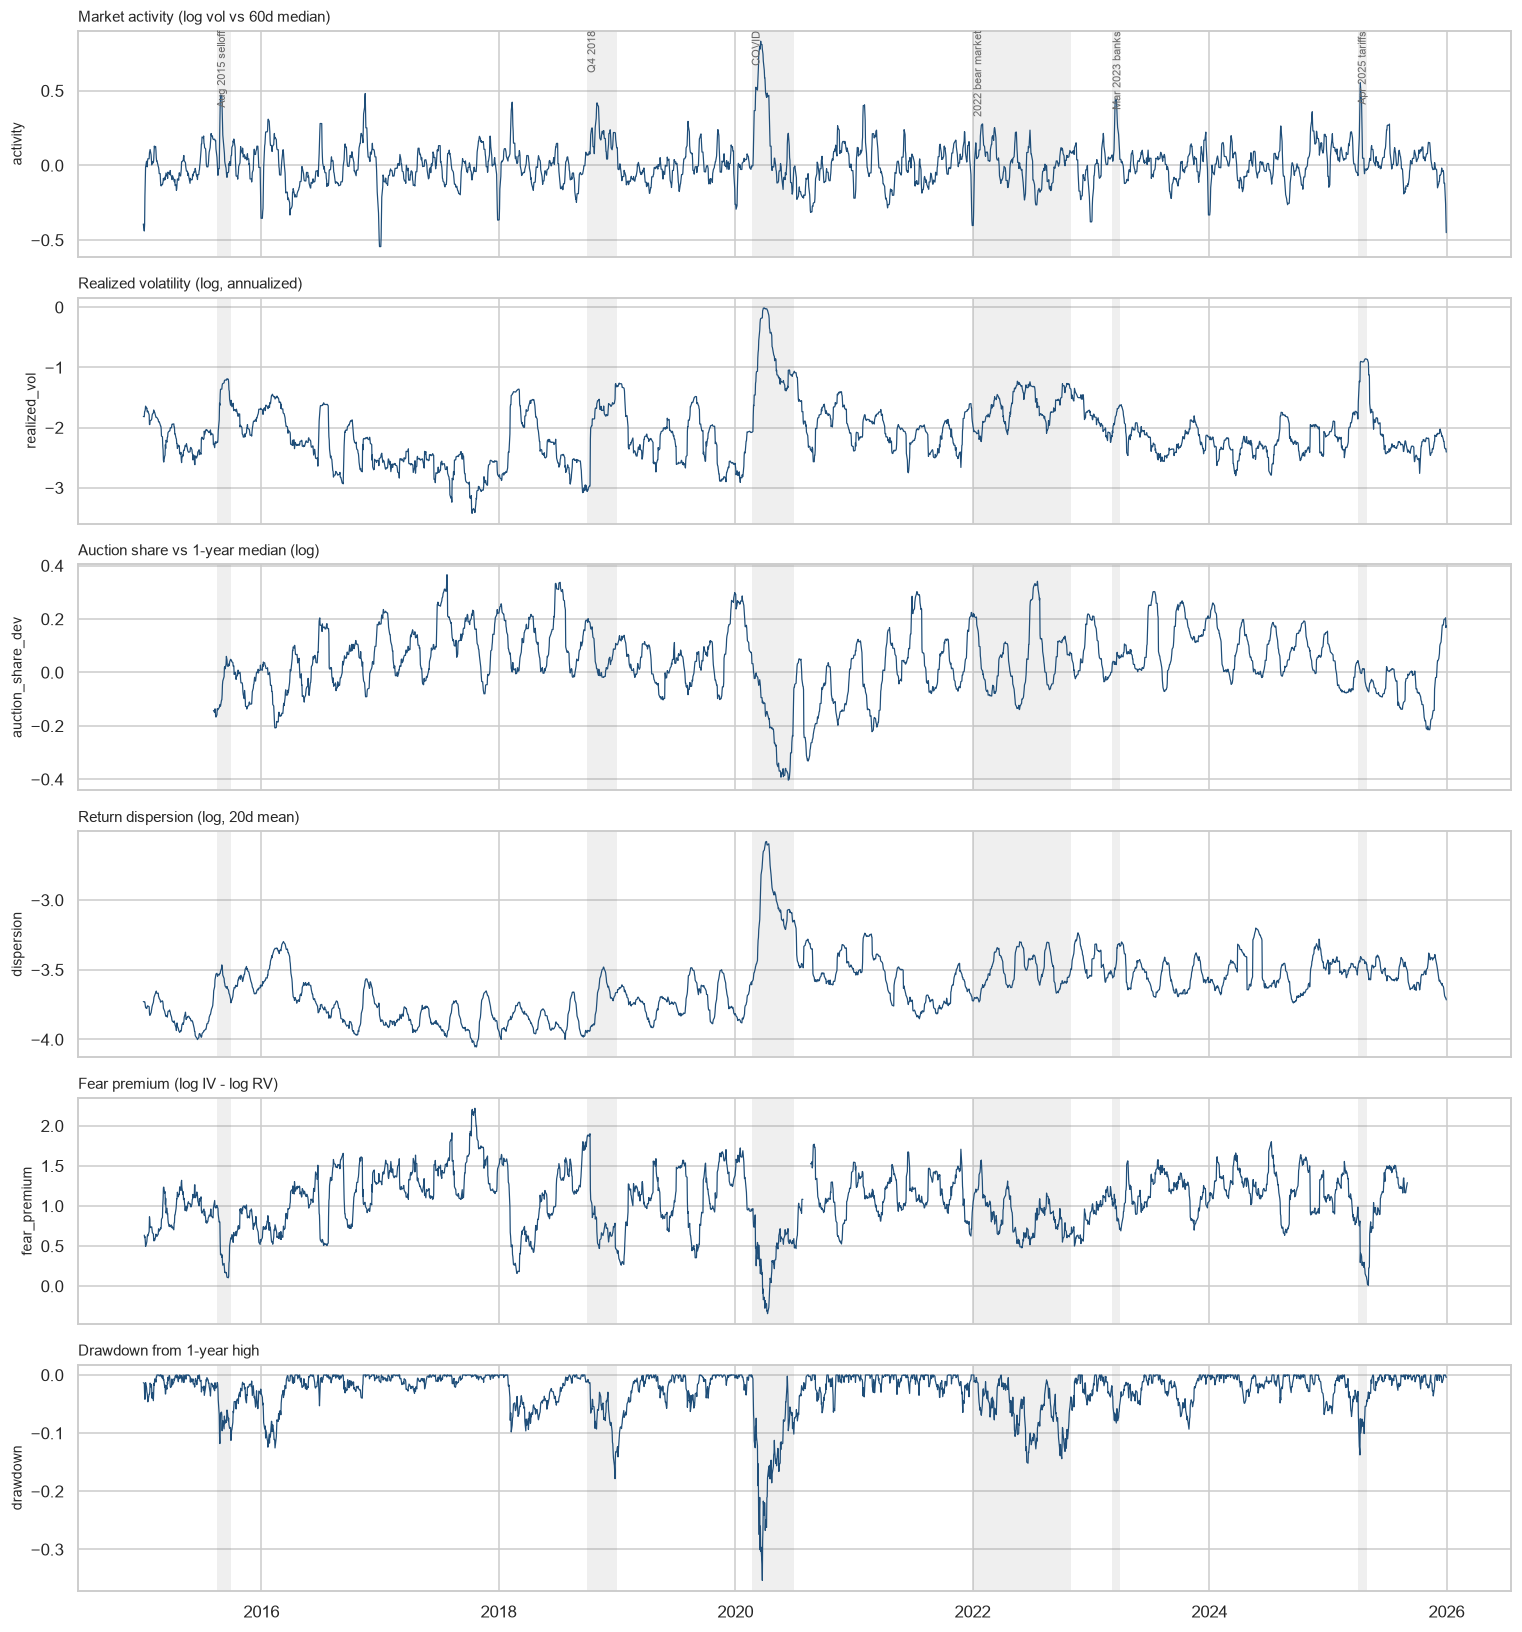 Market activity (log vol vs 60d median)
Aug 2015 selloff
Q4 2018
COVID
2022 bear market
Mar 2023 banks
Apr 2025 tariffs
activity
0.5
0.0
−0.5
Realized volatility (log, annualized)
realized_vol
0
−1
−2
−3
Auction share vs 1-year median (log)
auction_share_dev
0.4
0.2
0.0
−0.2
−0.4
Return dispersion (log, 20d mean)
dispersion
−3.0
−3.5
−4.0
Fear premium (log IV - log RV)
fear_premium
2.0
1.5
1.0
0.5
0.0
Drawdown from 1-year high
drawdown
0.0
−0.1
−0.2
−0.3
2016 2018 2020 2022 2024 2026